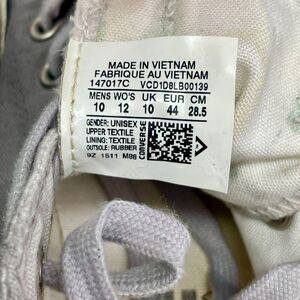 MADE IN VIETNAM
FABRIQUE AU VIETNAM
147017C VCD1D8LB00139
MENS WO'S UK EUR CM
10 12 10 44 28.5
GENDER: UNISEX
UPPER: TEXTILE
LINING: TEXTILE
OUTSOLE: RUBBER
9Z 1511 M88
CONVERSE